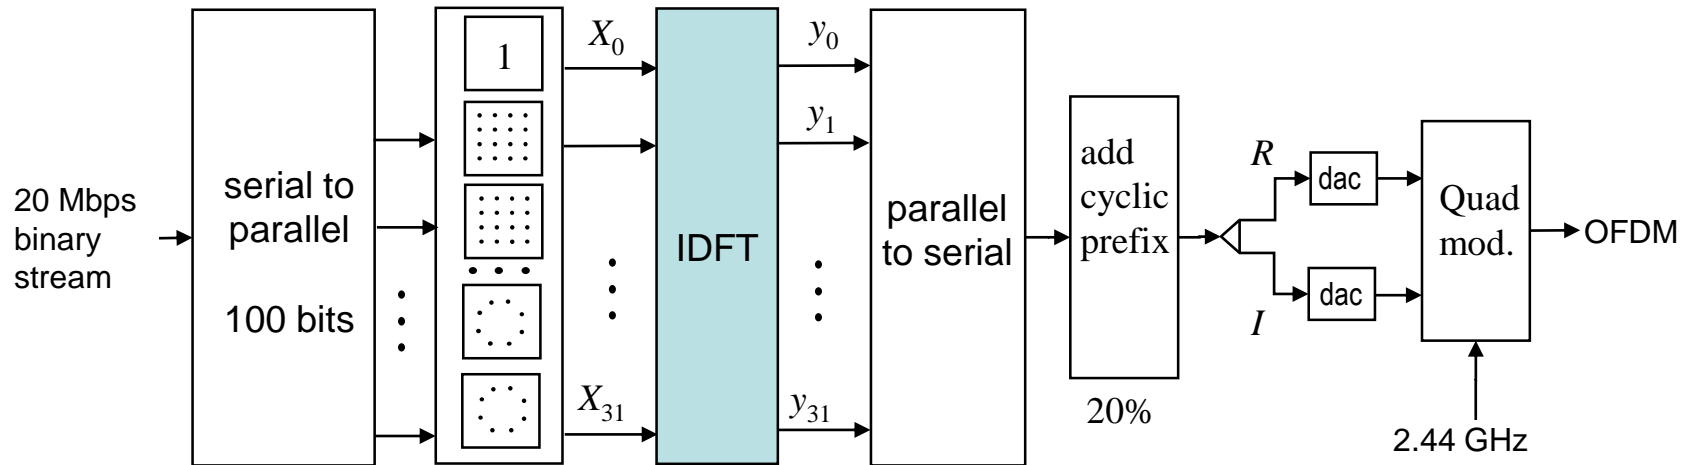 20 Mbps
binary
stream
serial to
parallel
100 bits
1
X₀
X₃₁
IDFT
y₀
y₁
y₃₁
parallel
to serial
add
cyclic
prefix
20%
R
I
dac
dac
Quad
mod.
2.44 GHz
OFDM